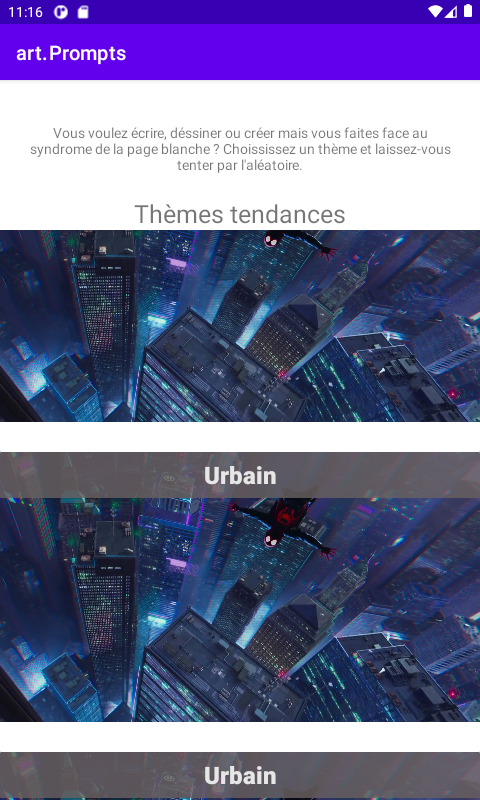 11:16
art.Prompts
Vous voulez écrire, déssiner ou créer mais vous faites face au
syndrome de la page blanche ? Choississez un thème et laissez-vous
tenter par l'aléatoire.
Thèmes tendances
Urbain
Urbain